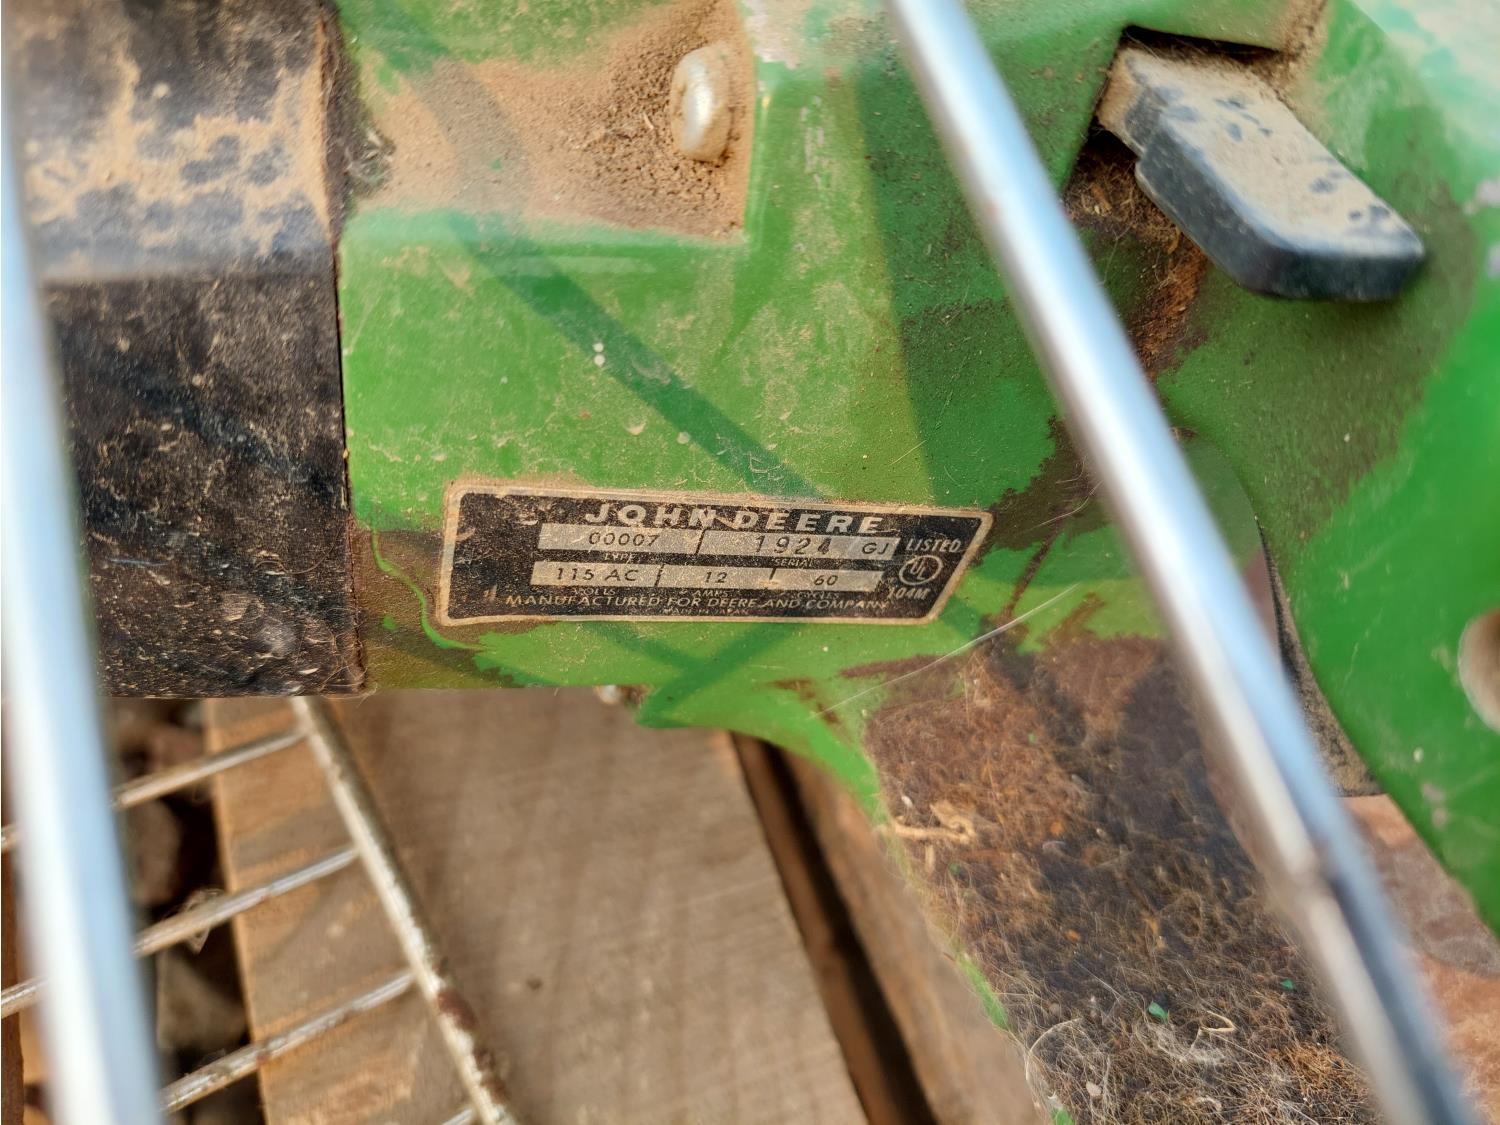 JOHN DEERE
00007 1924 GJ LISTED
TYPE SERIAL UL
115 AC 12 60 104M
VOLTS AMPS CYCLES
MANUFACTURED FOR DEERE AND COMPANY
MADE IN JAPAN